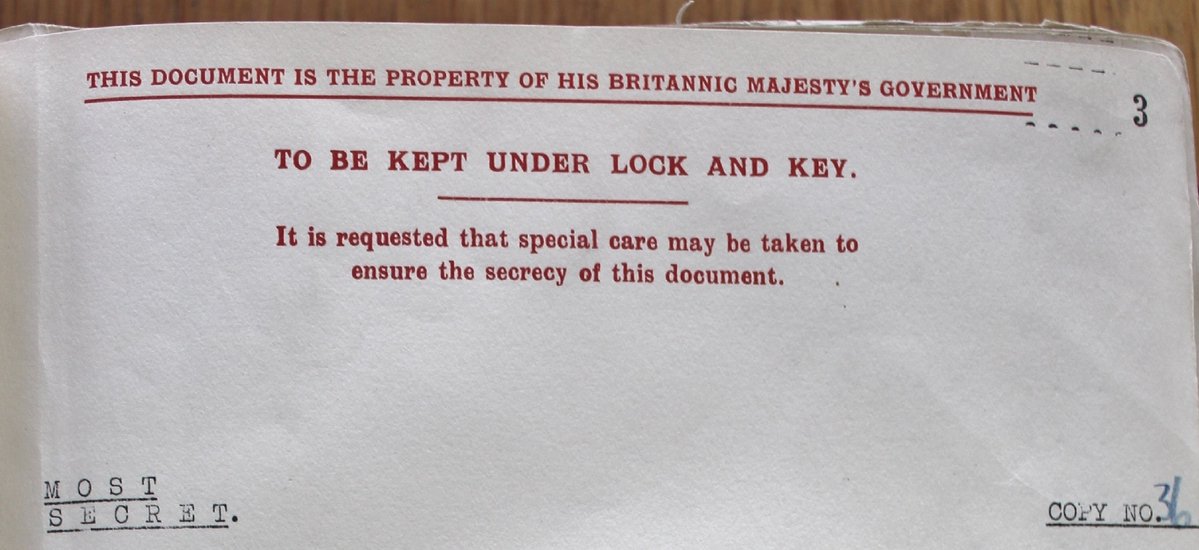 THIS DOCUMENT IS THE PROPERTY OF HIS BRITANNIC MAJESTY'S GOVERNMENT
3
TO BE KEPT UNDER LOCK AND KEY.
It is requested that special care may be taken to
ensure the secrecy of this document.
MOST
SECRET.
COPY NO. 36